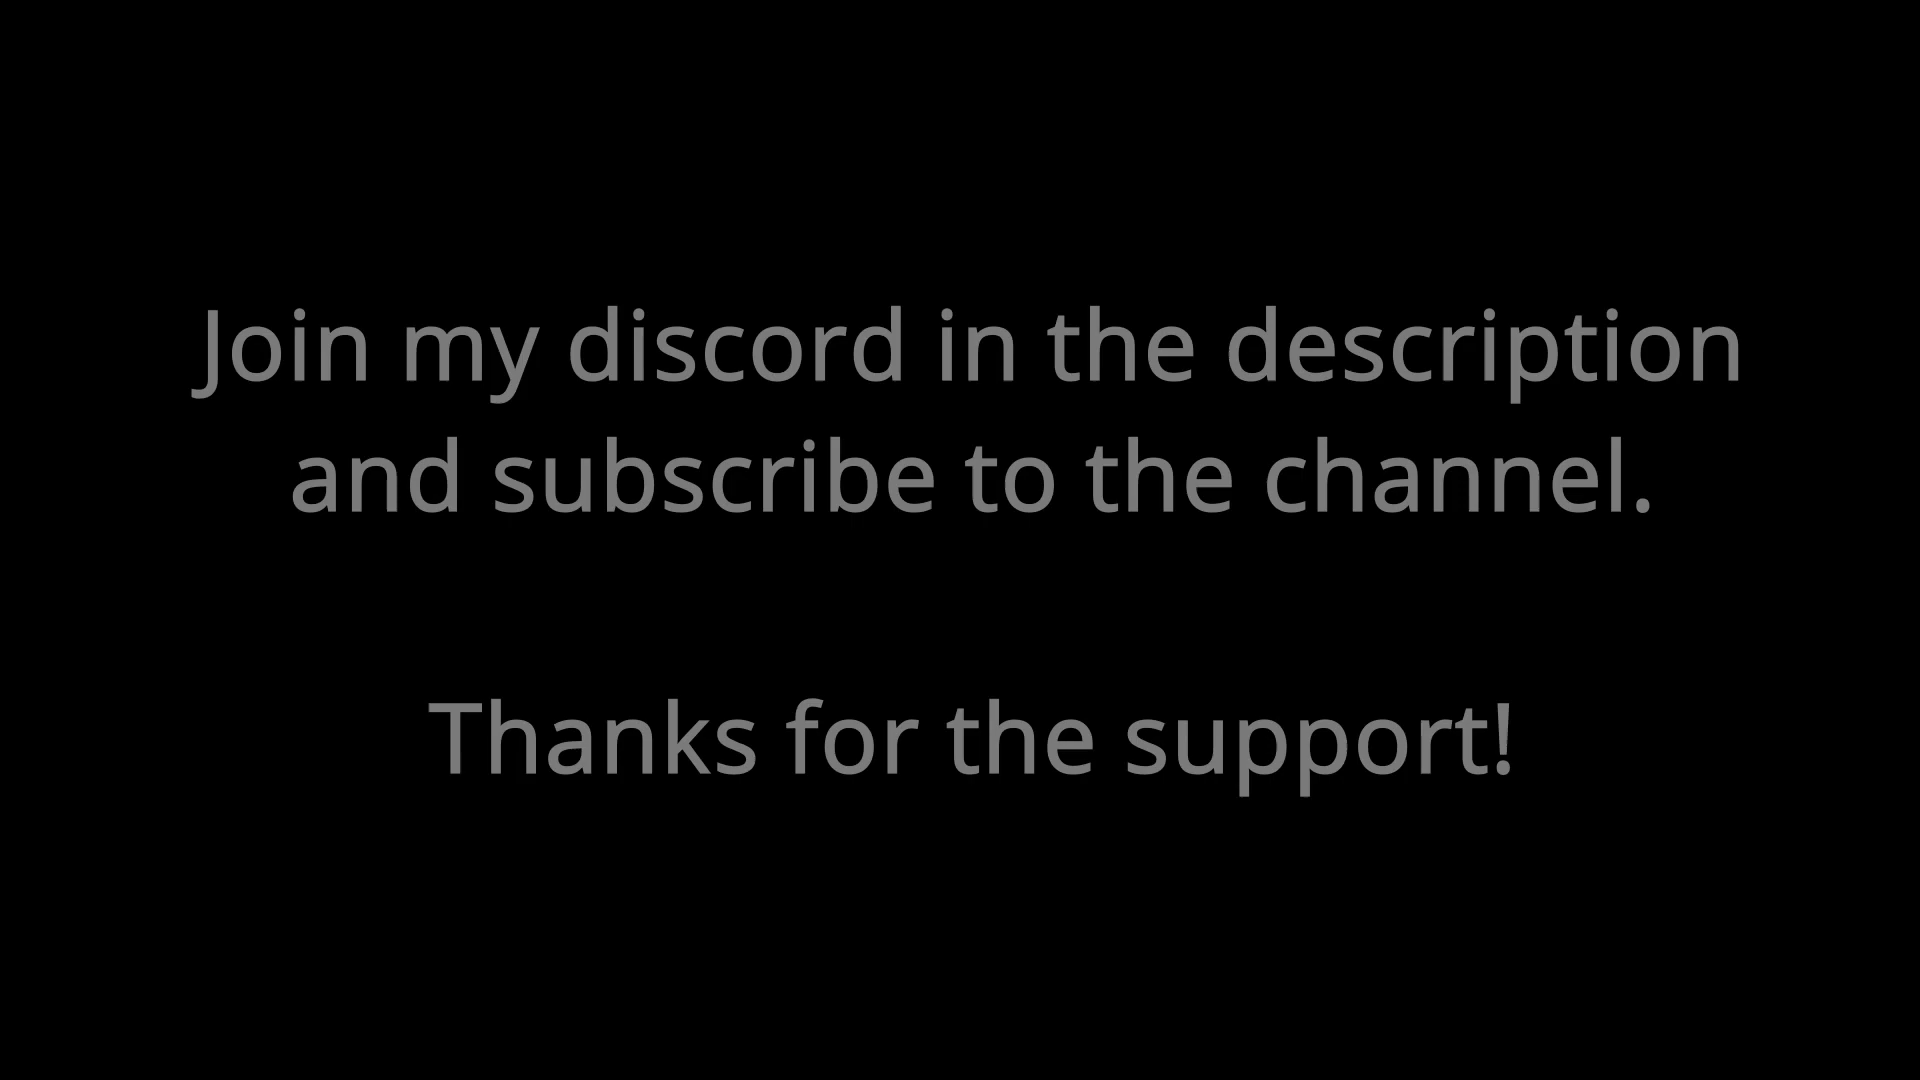 Join my discord in the description
and subscribe to the channel.
Thanks for the support!